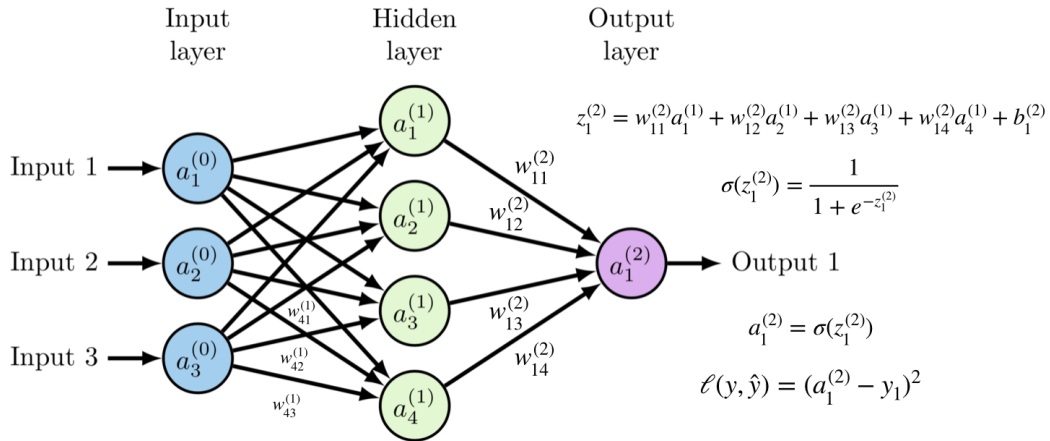 Input layer
Hidden layer
Output layer
Input 1
Input 2
Input 3
a_1^{(0)}
a_2^{(0)}
a_3^{(0)}
a_1^{(1)}
a_2^{(1)}
a_3^{(1)}
a_4^{(1)}
w_{41}^{(1)}
w_{42}^{(1)}
w_{43}^{(1)}
w_{11}^{(2)}
w_{12}^{(2)}
w_{13}^{(2)}
w_{14}^{(2)}
a_1^{(2)}
Output 1
z_1^{(2)} = w_{11}^{(2)}a_1^{(1)} + w_{12}^{(2)}a_2^{(1)} + w_{13}^{(2)}a_3^{(1)} + w_{14}^{(2)}a_4^{(1)} + b_1^{(2)}
σ(z_1^{(2)}) = \frac{1}{1 + e^{-z_1^{(2)}}}
a_1^{(2)} = σ(z_1^{(2)})
ℓ(y, ŷ) = (a_1^{(2)} − y_1)^2